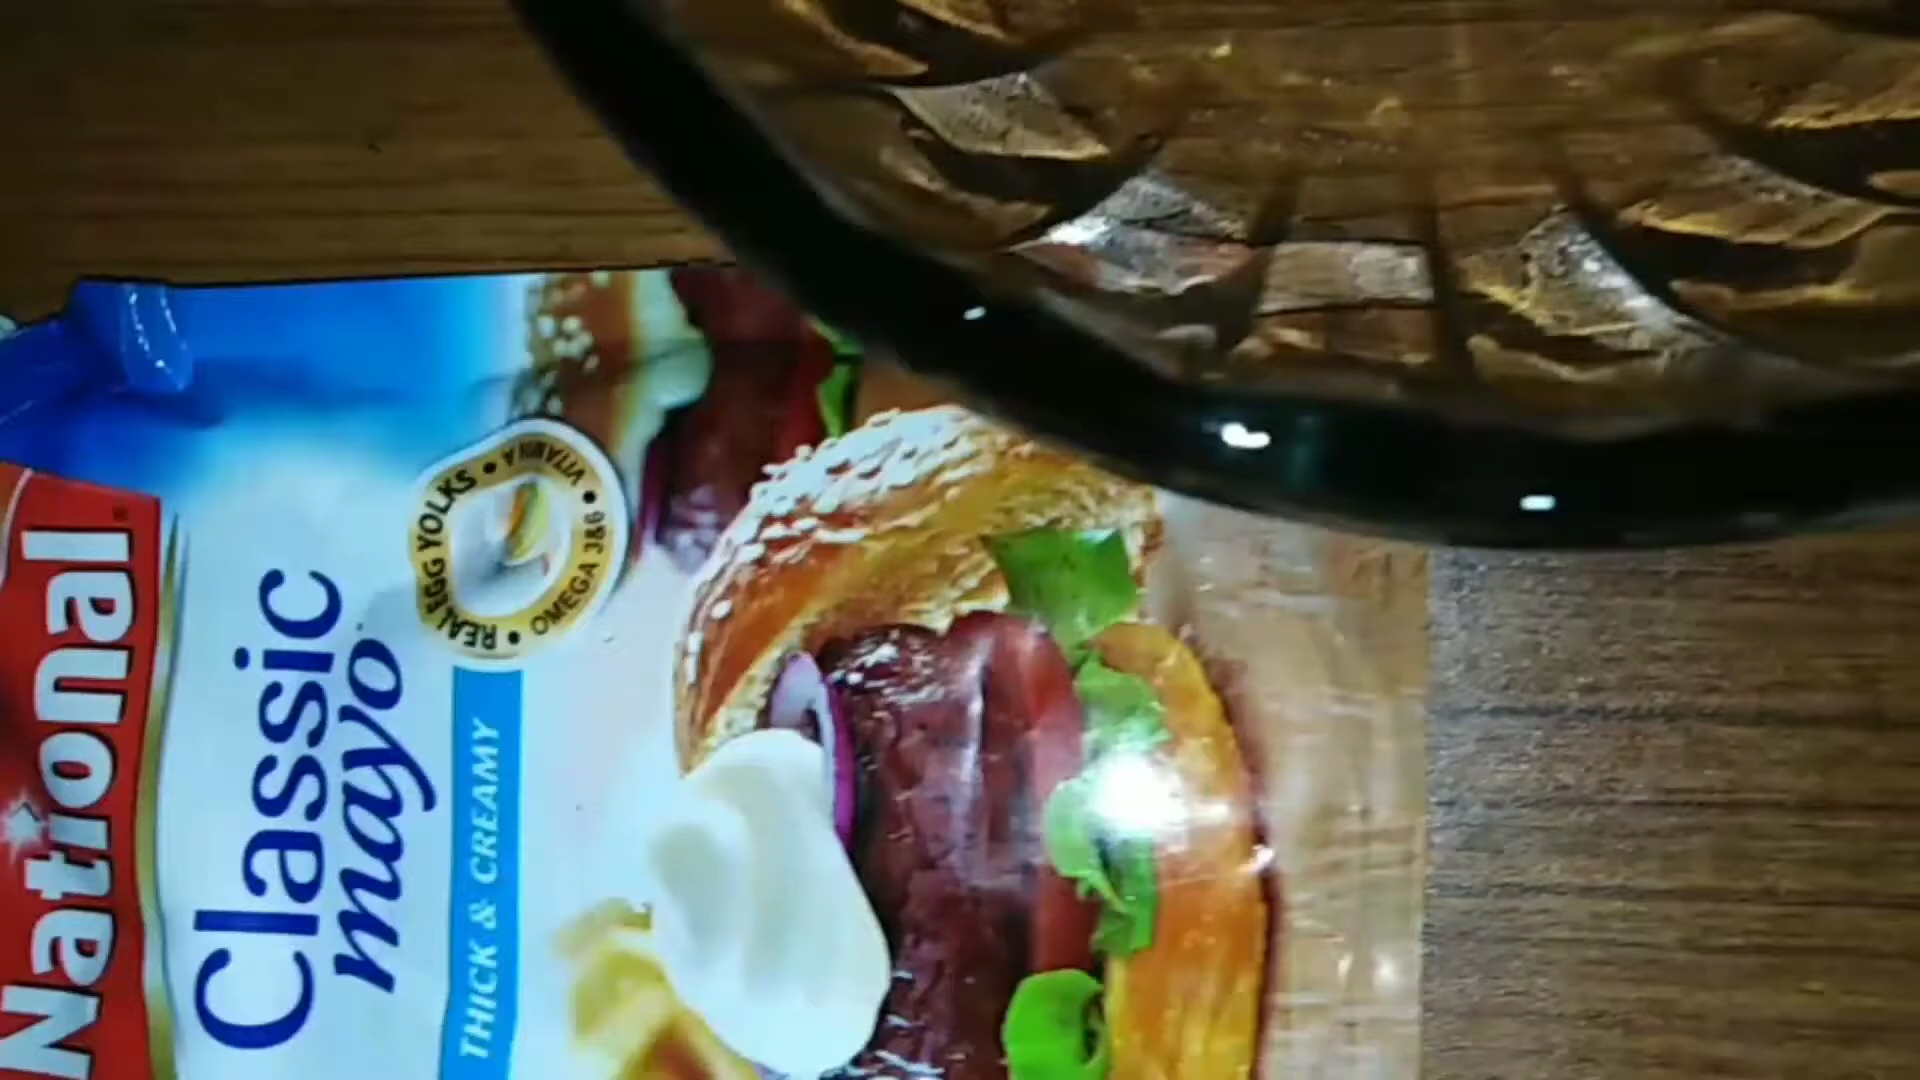 National
Classic
mayo
THICK & CREAMY
REAL EGG YOLKS • VITAMIN A • OMEGA 3&6 •